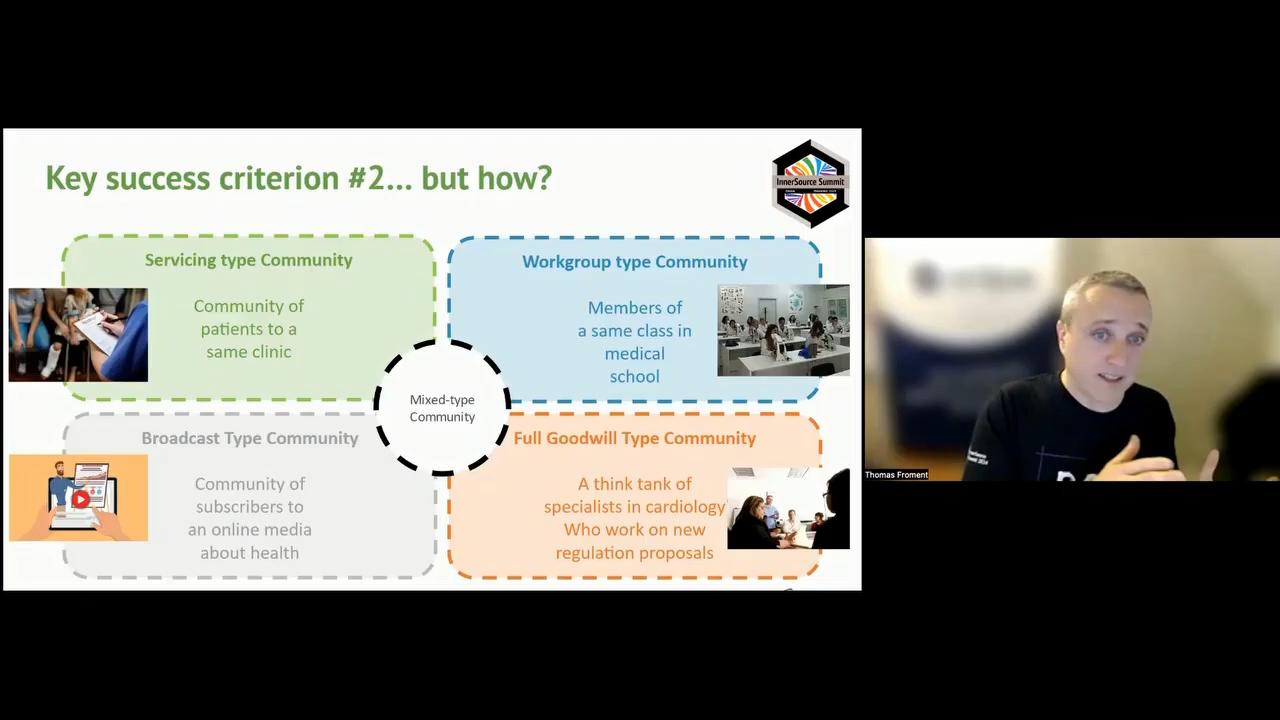 Key success criterion #2... but how?
InnerSource Summit
Servicing type Community
Community of
patients to a
same clinic
Workgroup type Community
Members of
a same class in
medical
school
Mixed-type
Community
Broadcast Type Community
Community of
subscribers to
an online media
about health
Full Goodwill Type Community
A think tank of
specialists in cardiology
Who work on new
regulation proposals
Thomas Froment